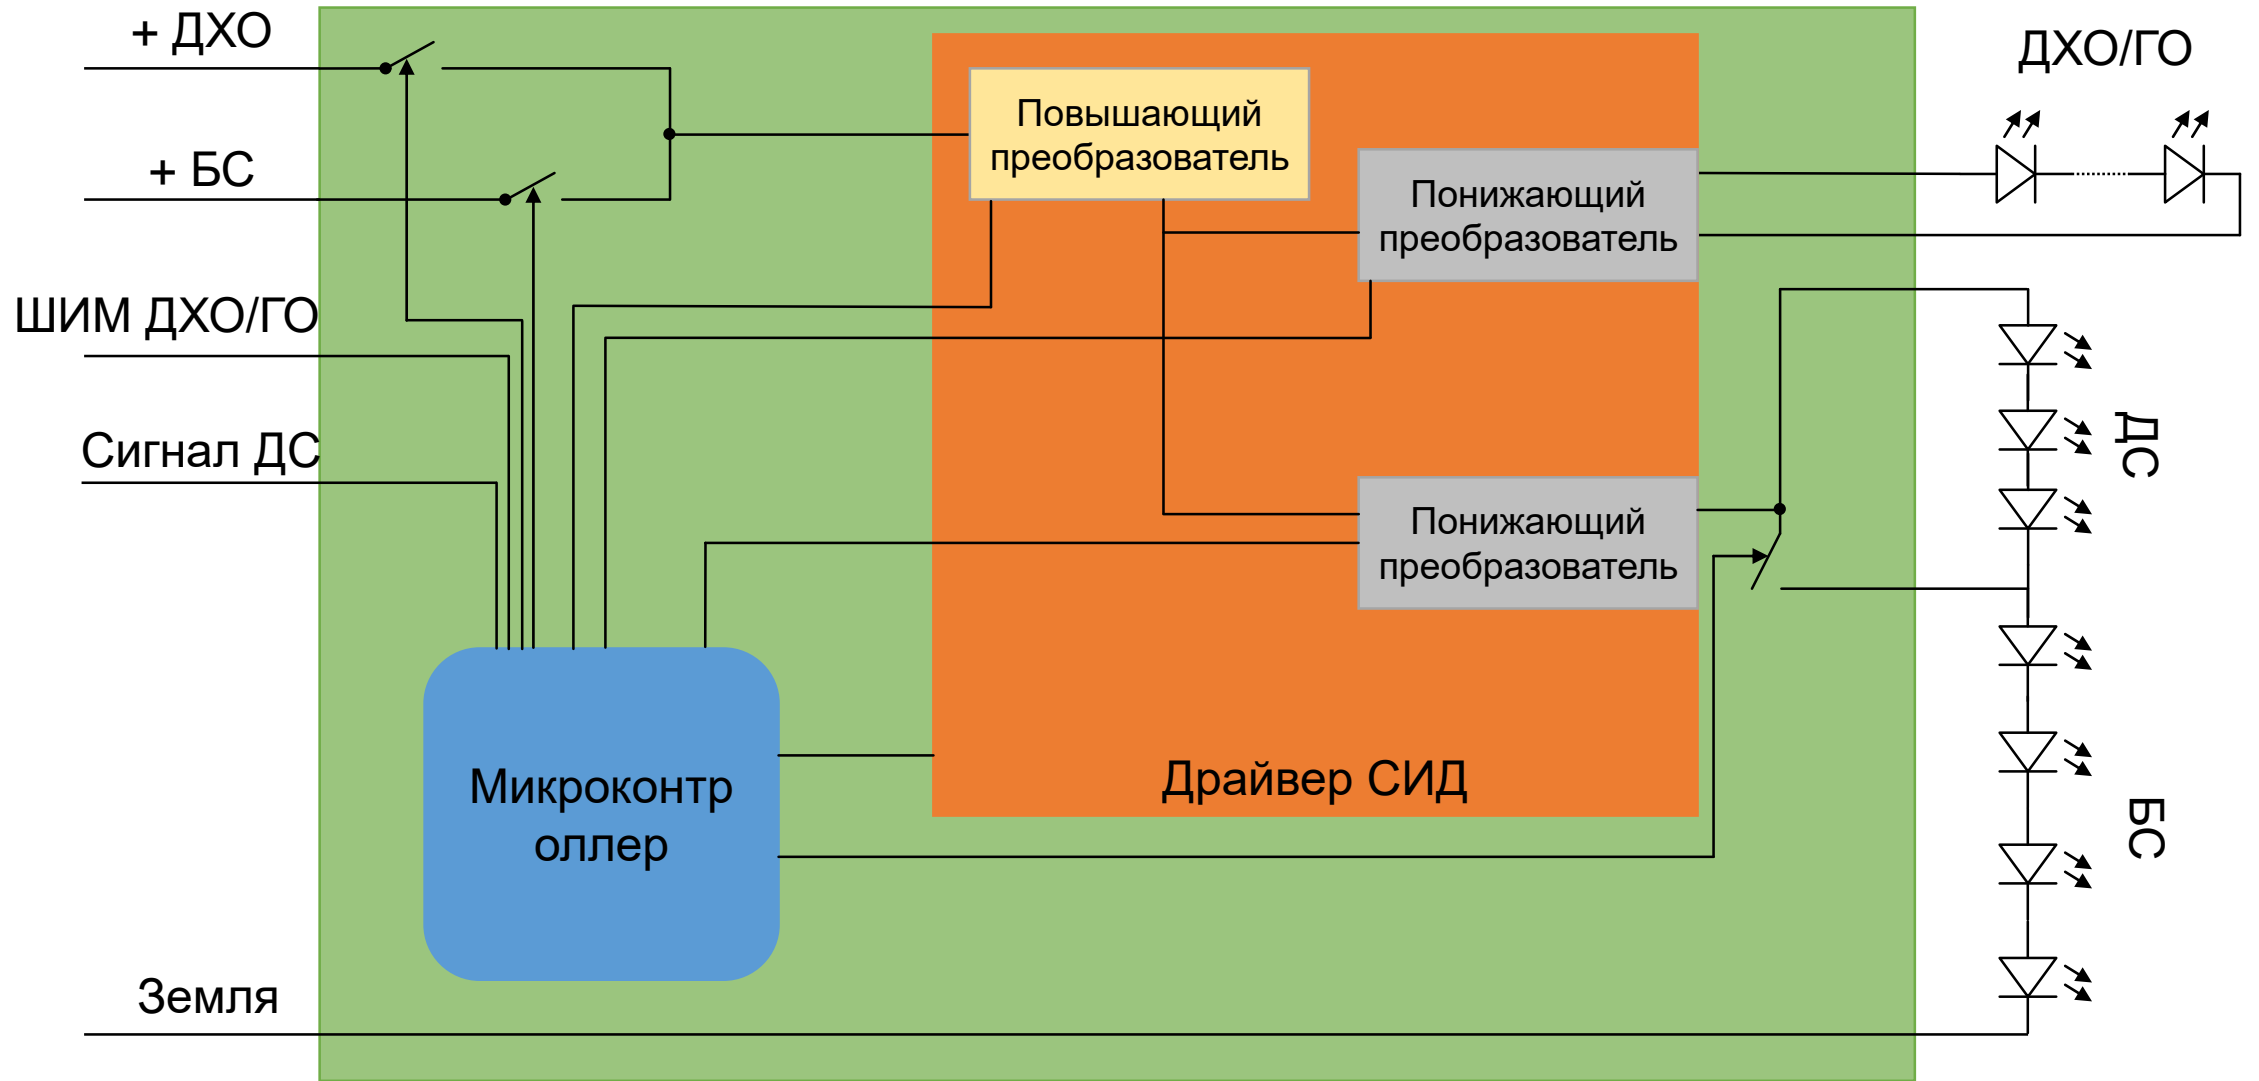 + ДХО
+ БС
ШИМ ДХО/ГО
Сигнал ДС
Земля
Микроконтр
оллер
Повышающий
преобразователь
Понижающий
преобразователь
Понижающий
преобразователь
Драйвер СИД
ДХО/ГО
ДС
БС